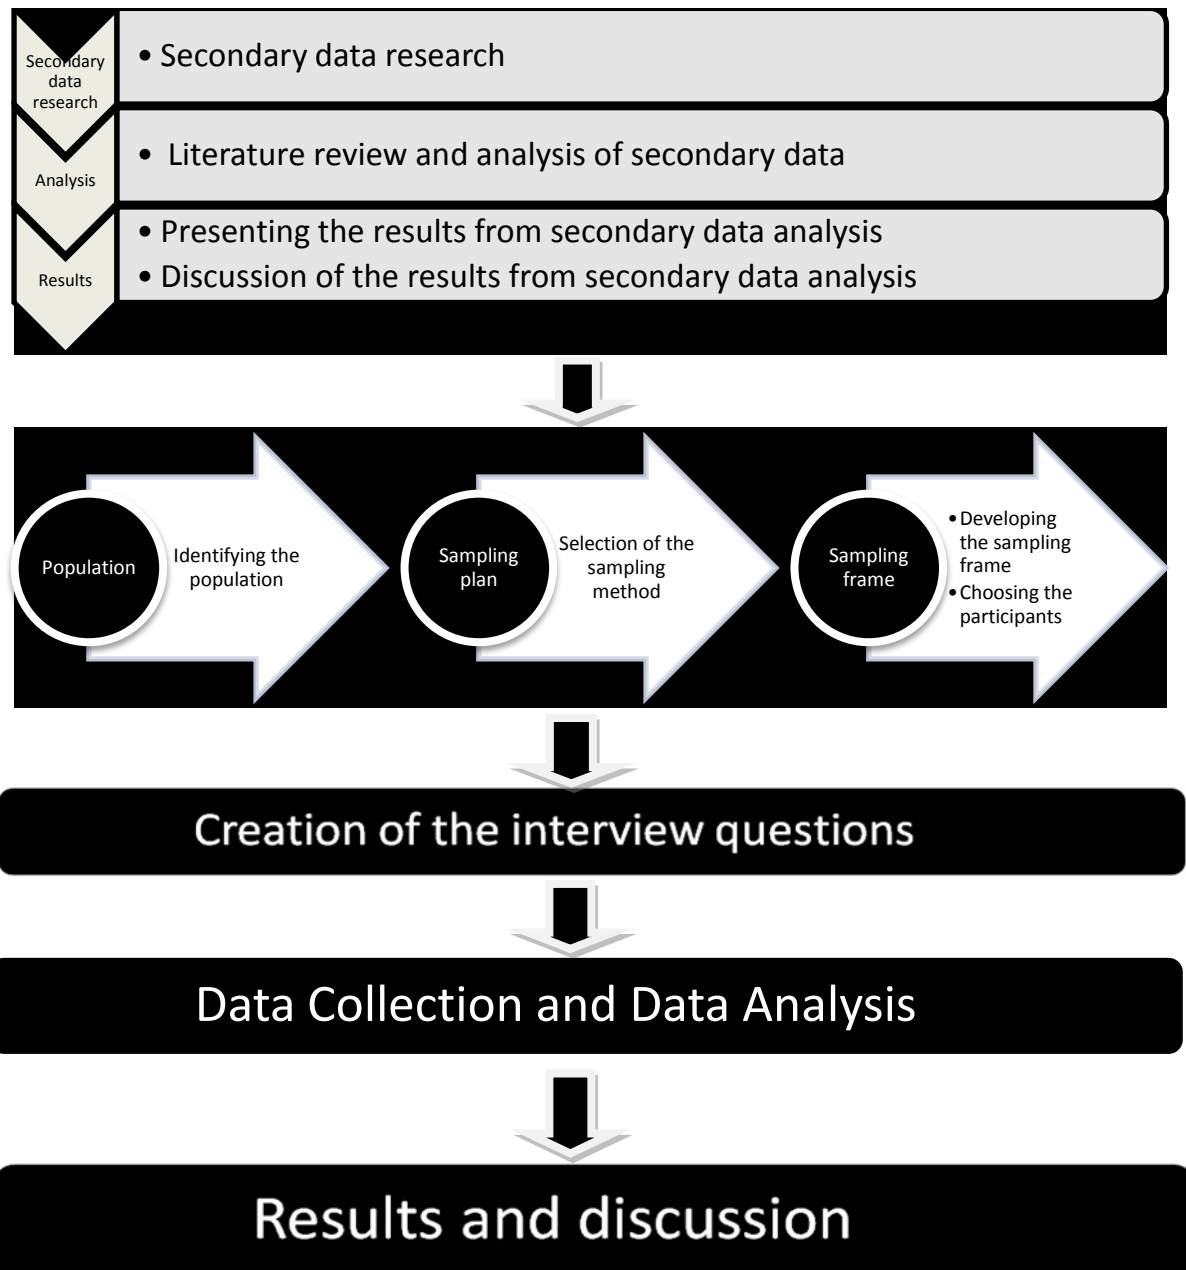 Secondary
data
research
• Secondary data research
Analysis
• Literature review and analysis of secondary data
Results
• Presenting the results from secondary data analysis
• Discussion of the results from secondary data analysis
Population
Identifying the
population
Sampling
plan
Selection of the
sampling
method
Sampling
frame
• Developing
the sampling
frame
• Choosing the
participants
Creation of the interview questions
Data Collection and Data Analysis
Results and discussion